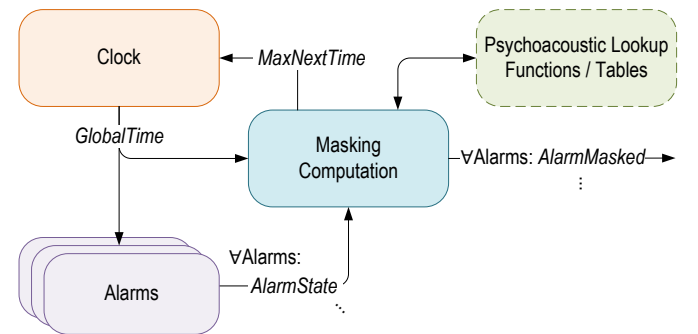 Clock
MaxNextTime
Psychoacoustic Lookup
Functions / Tables
GlobalTime
Masking
Computation
∀Alarms: AlarmMasked
...
Alarms
∀Alarms:
AlarmState
...